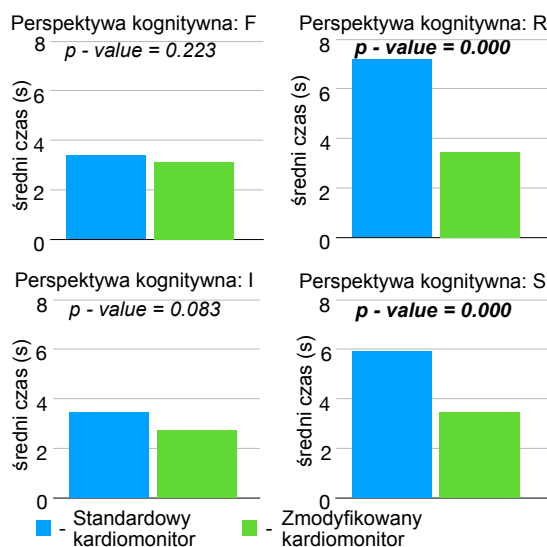 Perspektywa kognitywna: F
p - value = 0.223
8
6
4
2
0
średni czas (s)
Perspektywa kognitywna: R
p - value = 0.000
8
6
4
2
0
średni czas (s)
Perspektywa kognitywna: I
p - value = 0.083
8
6
4
2
0
średni czas (s)
Perspektywa kognitywna: S
p - value = 0.000
8
6
4
2
0
średni czas (s)
- Standardowy
kardiomonitor
- Zmodyfikowany
kardiomonitor